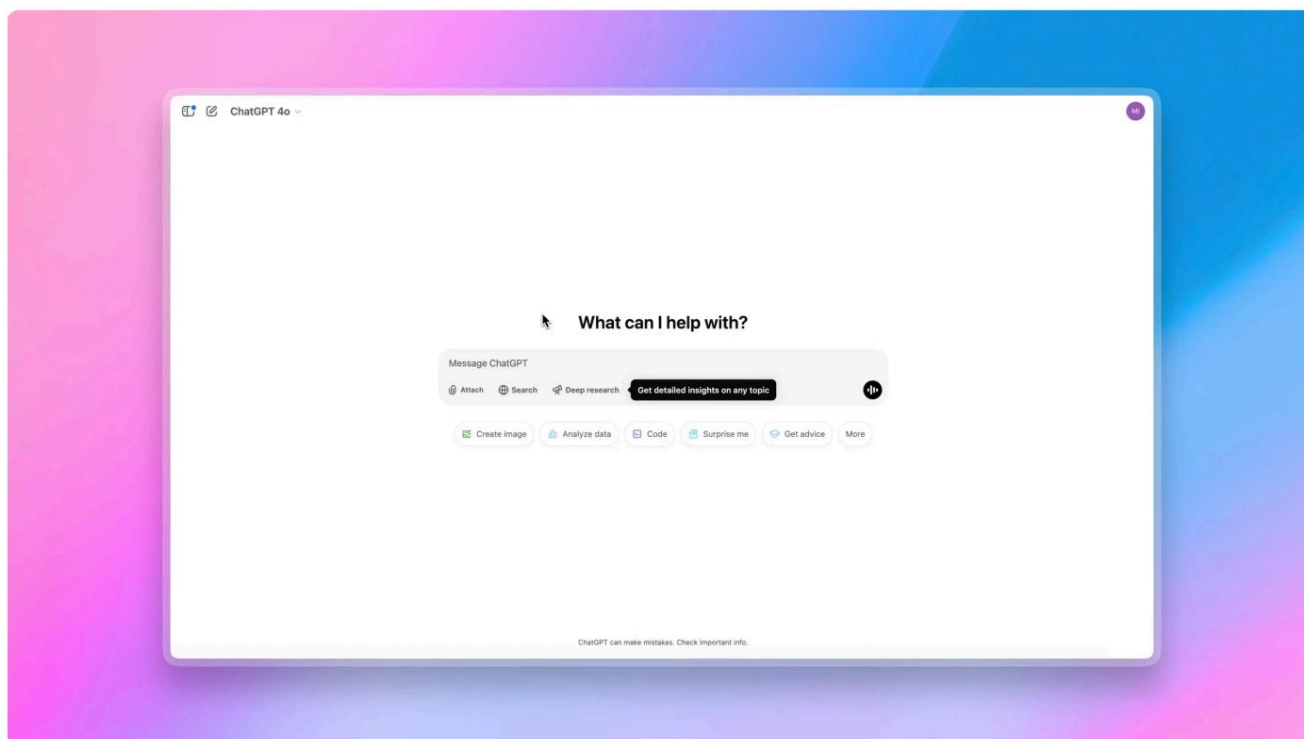 ChatGPT 4o
MI
What can I help with?
Message ChatGPT
Attach Search Deep research Get detailed insights on any topic
Create image Analyze data Code Surprise me Get advice More
ChatGPT can make mistakes. Check important info.